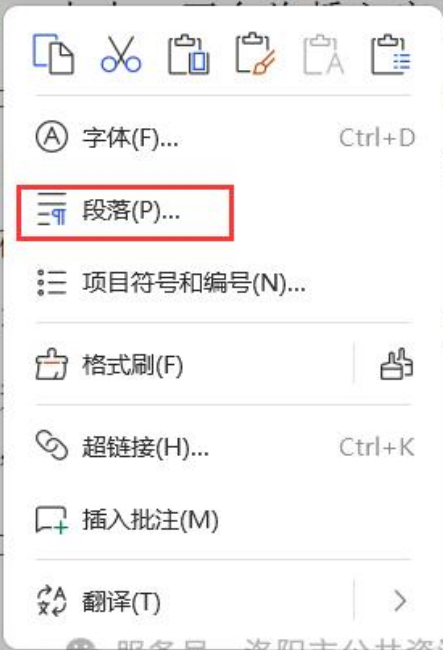 字体(F)... Ctrl+D
段落(P)...
项目符号和编号(N)...
格式刷(F)
超链接(H)... Ctrl+K
插入批注(M)
翻译(T)